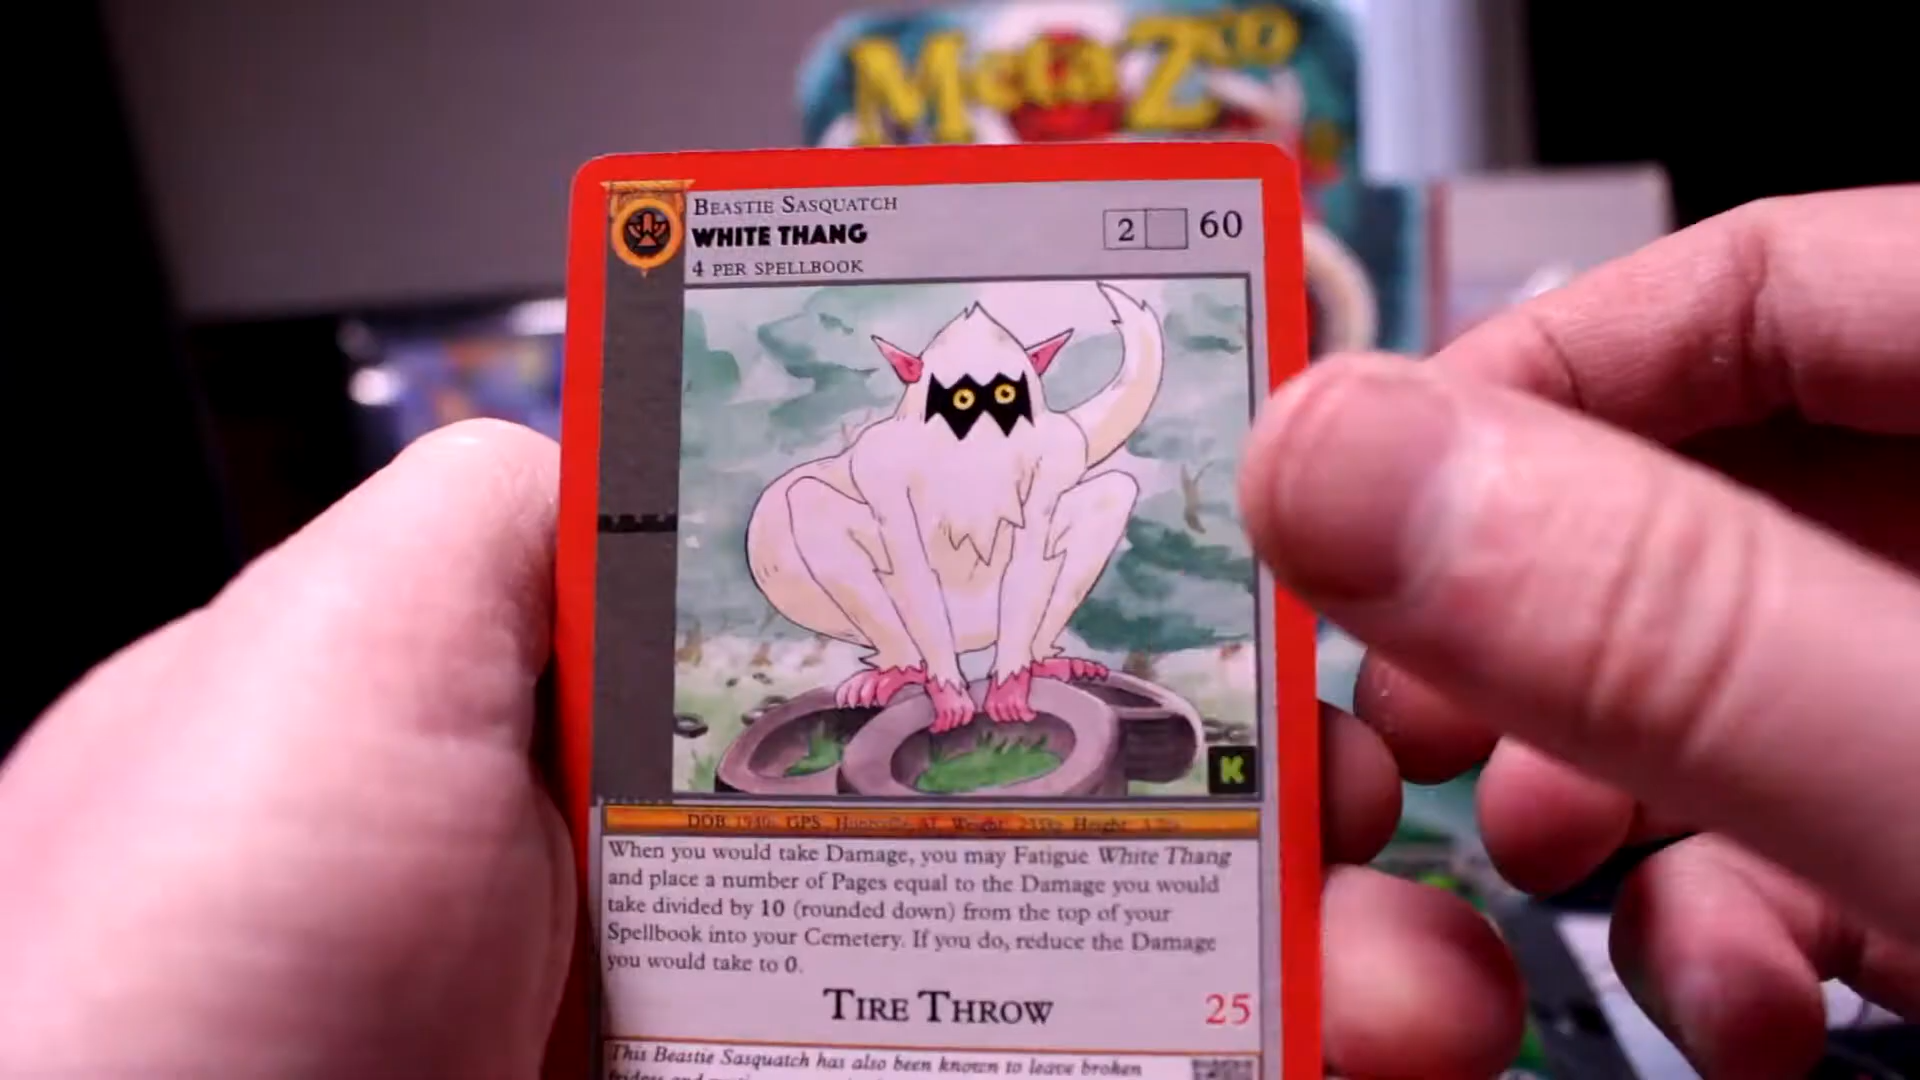 MetaZoo
BEASTIE SASQUATCH
WHITE THANG
2 60
4 PER SPELLBOOK
K
DOB GPS Weight Height
When you would take Damage, you may Fatigue White Thang
and place a number of Pages equal to the Damage you would
take divided by 10 (rounded down) from the top of your
Spellbook into your Cemetery. If you do, reduce the Damage
you would take to 0.
TIRE THROW 25
This Beastie Sasquatch has also been known to leave broken